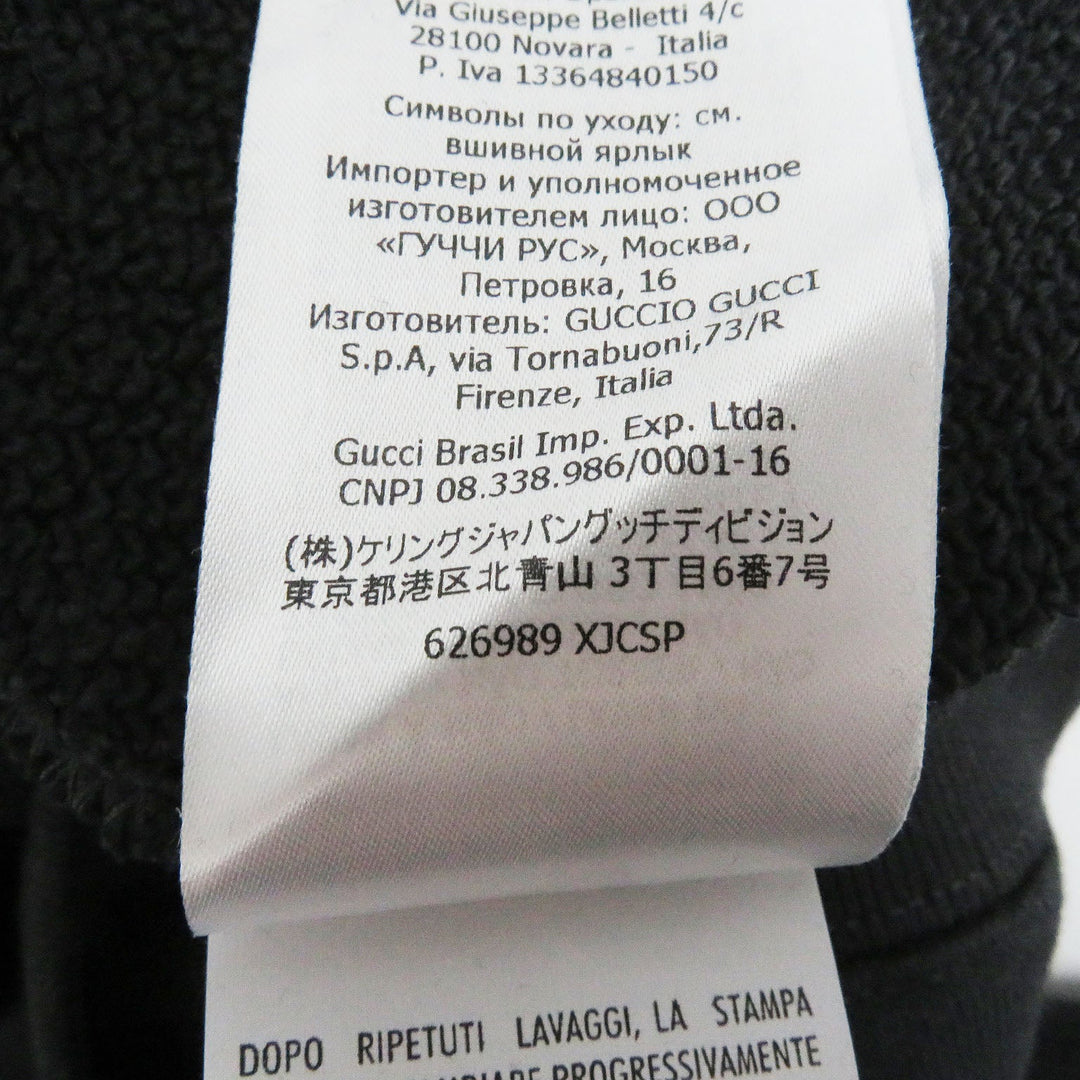 Via Giuseppe Belletti 4/c
28100 Novara - Italia
P. Iva 13364840150
Символы по уходу: см.
вшивной ярлык
Импортер и уполномоченное
изготовителем лицо: ООО
«ГУЧЧИ РУС», Москва,
Петровка, 16
Изготовитель: GUCCIO GUCCI
S.p.A, via Tornabuoni,73/R
Firenze, Italia
Gucci Brasil Imp. Exp. Ltda.
CNPJ 08.338.986/0001-16
(株)ケリングジャパングッチディビジョン
東京都港区北青山 3丁目6番7号
626989 XJCSP
DOPO RIPETUTI LAVAGGI, LA STAMPA
PROGRESSIVAMENTE